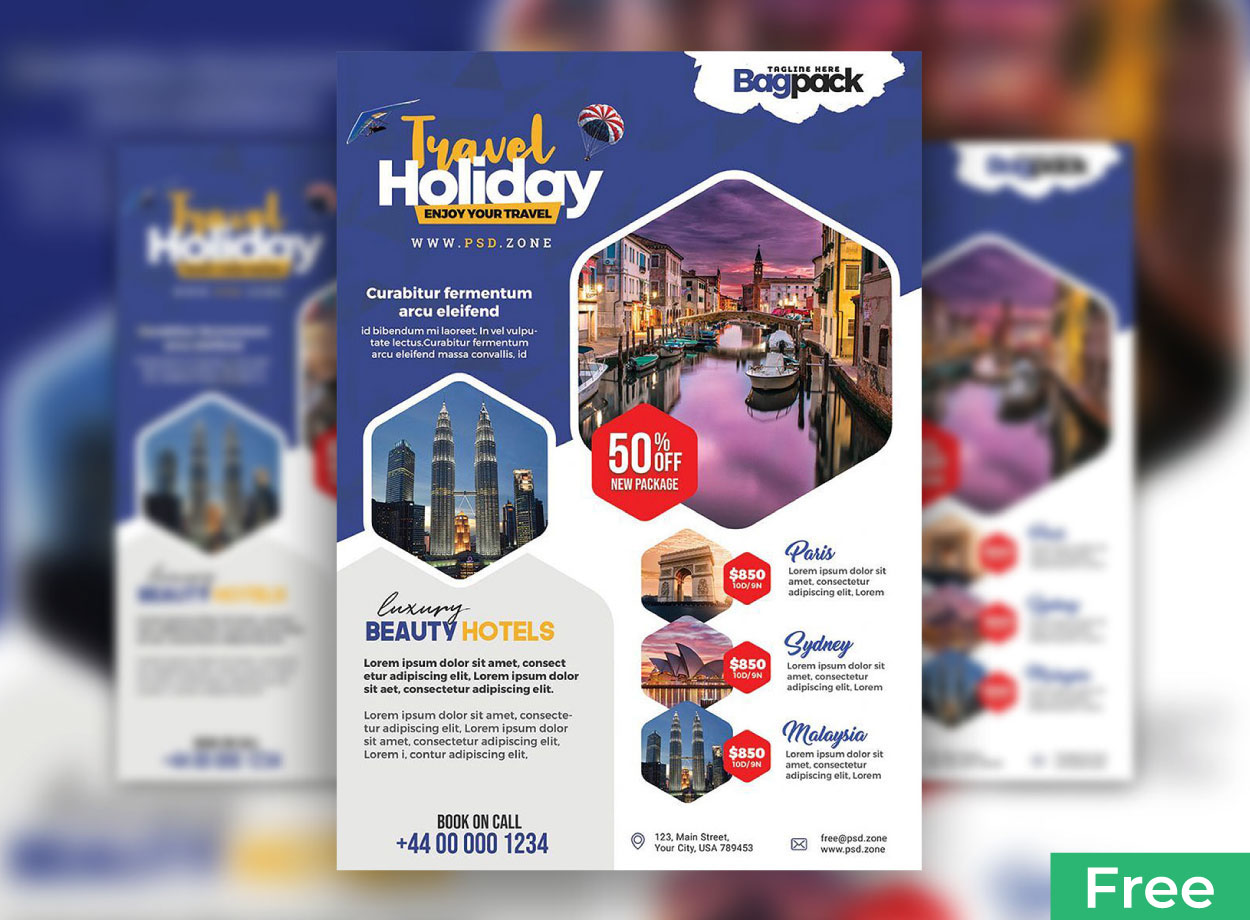 TAGLINE HERE
Bagpack
Travel
Holiday
ENJOY YOUR TRAVEL
WWW.PSD.ZONE
Curabitur fermentum
arcu eleifend
id bibendum mi laoreet. In vel vulpu-
tate lectus.Curabitur fermentum
arcu eleifend massa convallis, id
50% OFF
NEW PACKAGE
luxury
BEAUTY HOTELS
Lorem ipsum dolor sit amet, consect
etur adipiscing elit, Lorem ipsum dolor
sit aet, consectetur adipiscing elit.
Lorem ipsum dolor sit amet, consecte-
tur adipiscing elit, Lorem ipsum dolor
sit amet, consectetur adipiscing elit,
Lorem i, contur adipiscing elit,
BOOK ON CALL
+44 00 000 1234
Paris
$850
10D/9N
Lorem ipsum dolor sit
amet, consectetur
adipiscing elit, Lorem
Sydney
$850
10D/9N
Lorem ipsum dolor sit
amet, consectetur
adipiscing elit, Lorem
Malaysia
$850
10D/9N
Lorem ipsum dolor sit
amet, consectetur
adipiscing elit, Lorem
123, Main Street,
Your City, USA 789453
free@psd.zone
www.psd.zone
Travel
Holiday
BEAUTY HOTELS
Bagpack
Free